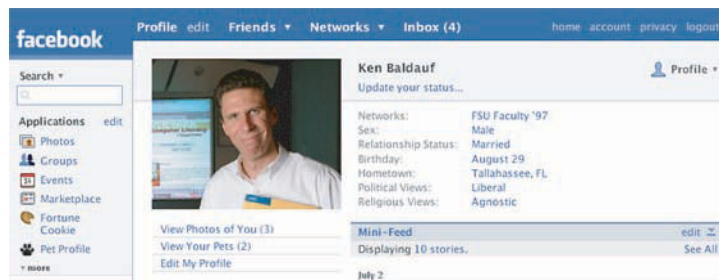 facebook
Profile edit Friends ▾ Networks ▾ Inbox (4)
home account privacy logout
Search ▾
Applications edit
Photos
Groups
Events
Marketplace
Fortune
Cookie
Pet Profile
▾ more
Computer Literacy
View Photos of You (3)
View Your Pets (2)
Edit My Profile
Ken Baldauf
Update your status...
Profile ▾
Networks: FSU Faculty '97
Sex: Male
Relationship Status: Married
Birthday: August 29
Hometown: Tallahassee, FL
Political Views: Liberal
Religious Views: Agnostic
Mini-Feed edit
Displaying 10 stories. See All
July 2